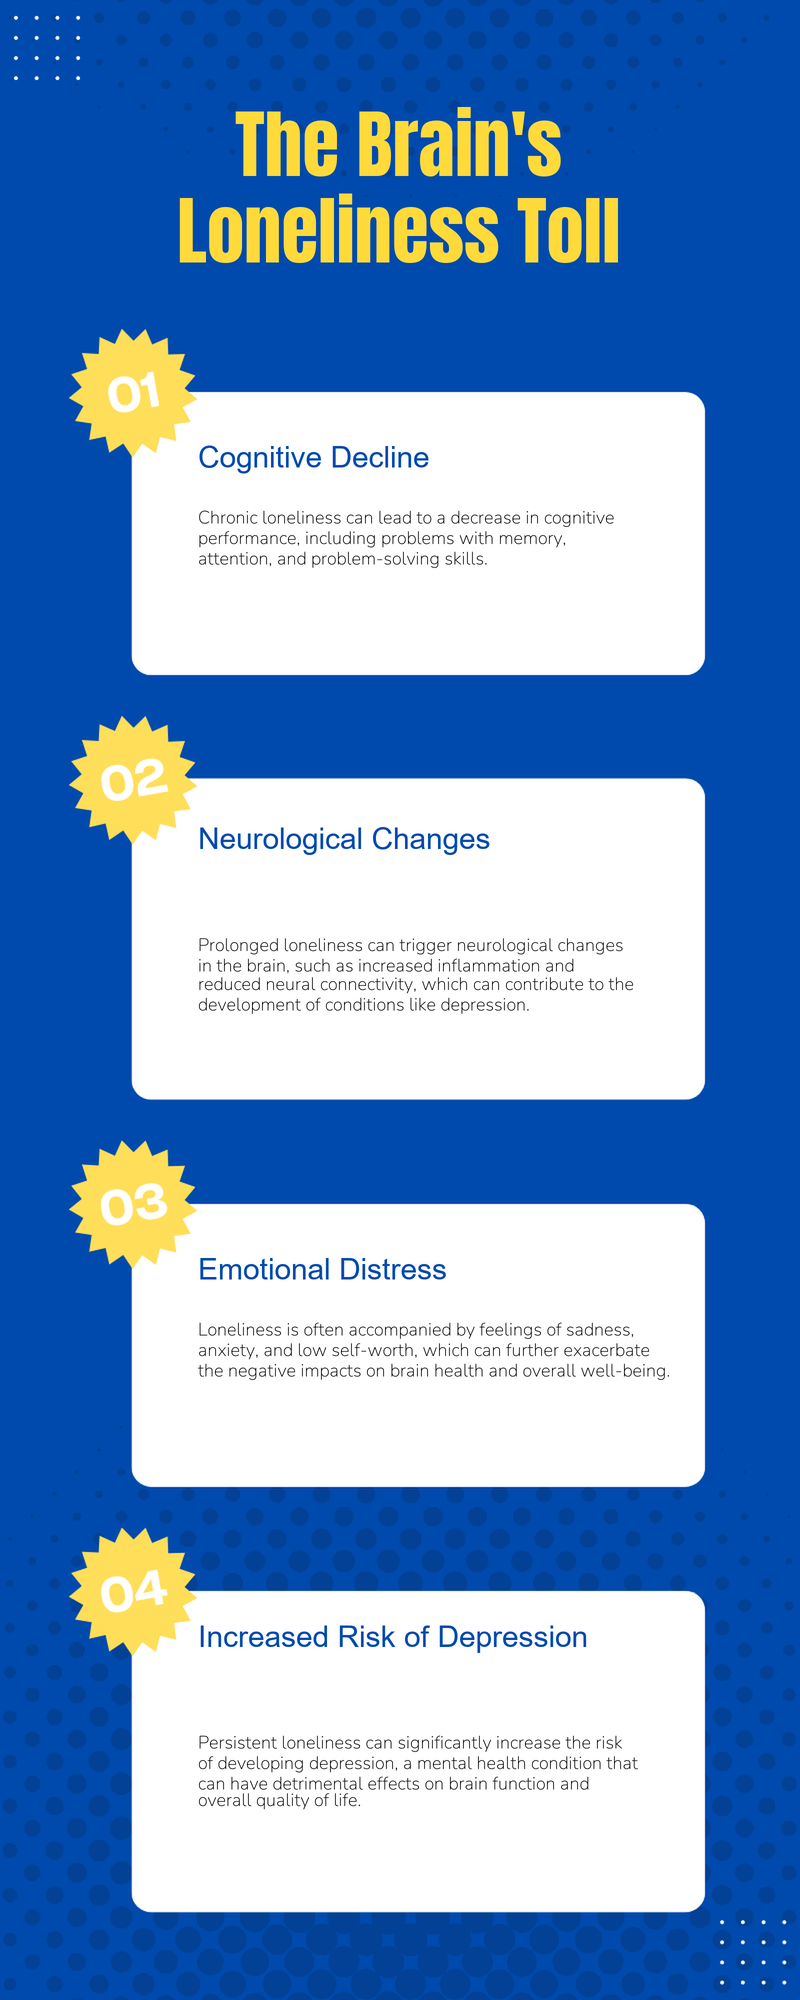 The Brain's
Loneliness Toll
01
Cognitive Decline
Chronic loneliness can lead to a decrease in cognitive
performance, including problems with memory,
attention, and problem-solving skills.
02
Neurological Changes
Prolonged loneliness can trigger neurological changes
in the brain, such as increased inflammation and
reduced neural connectivity, which can contribute to the
development of conditions like depression.
03
Emotional Distress
Loneliness is often accompanied by feelings of sadness,
anxiety, and low self-worth, which can further exacerbate
the negative impacts on brain health and overall well-being.
04
Increased Risk of Depression
Persistent loneliness can significantly increase the risk
of developing depression, a mental health condition that
can have detrimental effects on brain function and
overall quality of life.